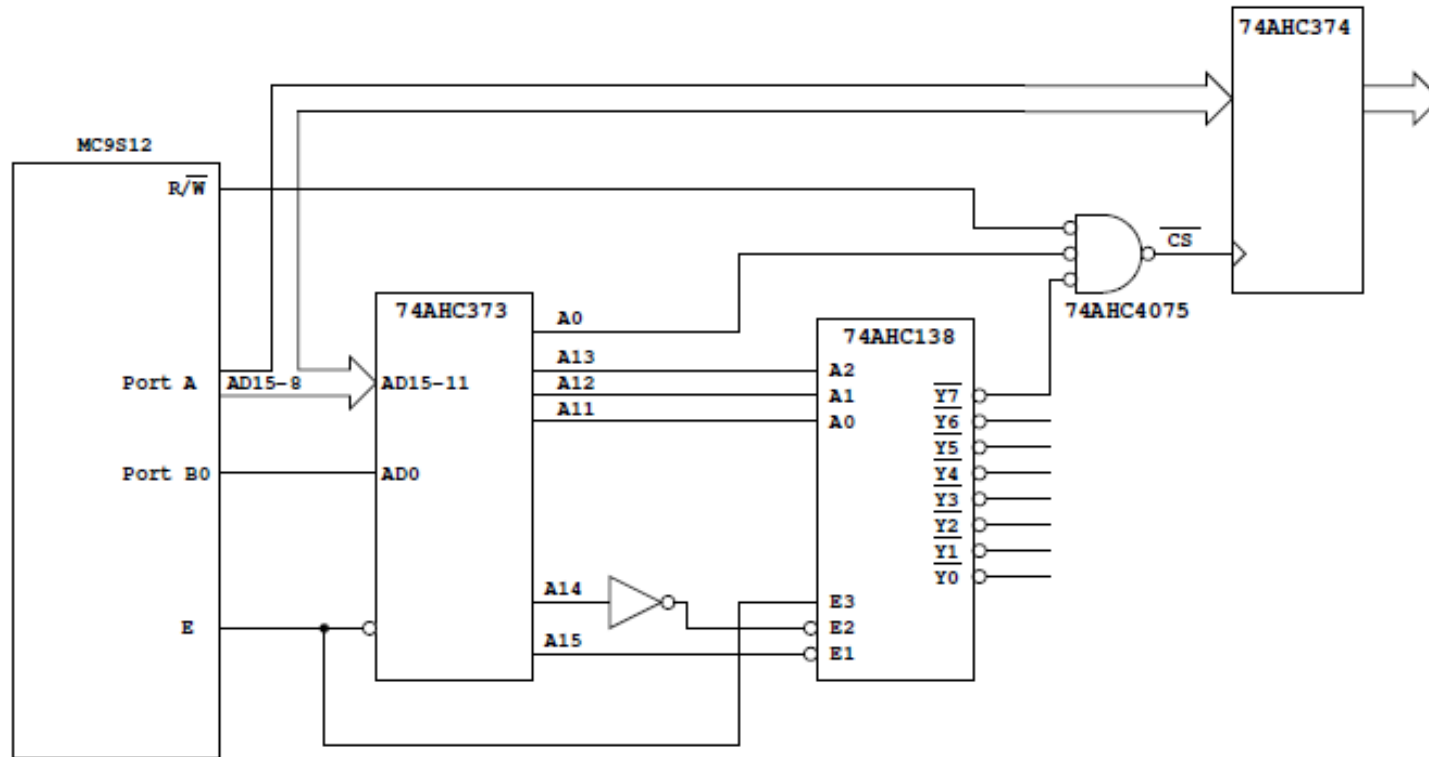 74AHC374
MC9S12
R/W
CS
74AHC373
A0
74AHC4075
74AHC138
A13
A2
Port A
AD15-8
AD15-11
A12
A1
Y7
A11
A0
Y6
Y5
Port B0
AD0
Y4
Y3
Y2
Y1
Y0
A14
E3
E
E2
A15
E1